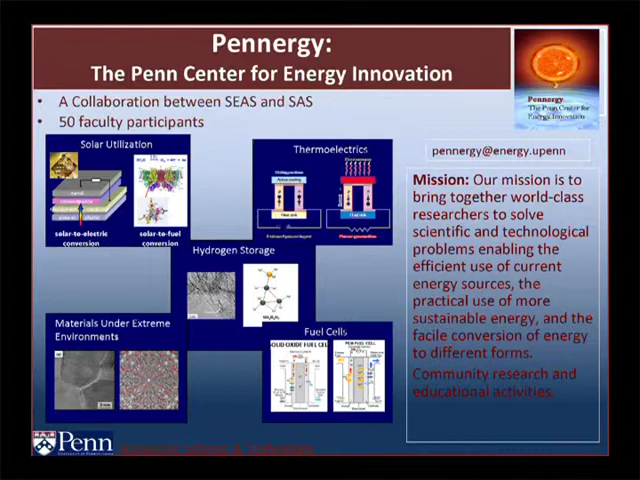 Pennergy:
The Penn Center for Energy Innovation
Pennergy
The Penn Center for
Energy Innovation
• A Collaboration between SEAS and SAS
• 50 faculty participants
pennergy@energy.upenn
Solar Utilization
solar-to-electric
conversion
solar-to-fuel
conversion
Thermoelectrics
Hydrogen Storage
Materials Under Extreme
Environments
Fuel Cells
SOLID OXIDE FUEL CELL
PEM FUEL CELL
Mission: Our mission is to
bring together world-class
researchers to solve
scientific and technological
problems enabling the
efficient use of current
energy sources, the
practical use of more
sustainable energy, and the
facile conversion of energy
to different forms.
Community research and
educational activities.
Penn
UNIVERSITY OF PENNSYLVANIA